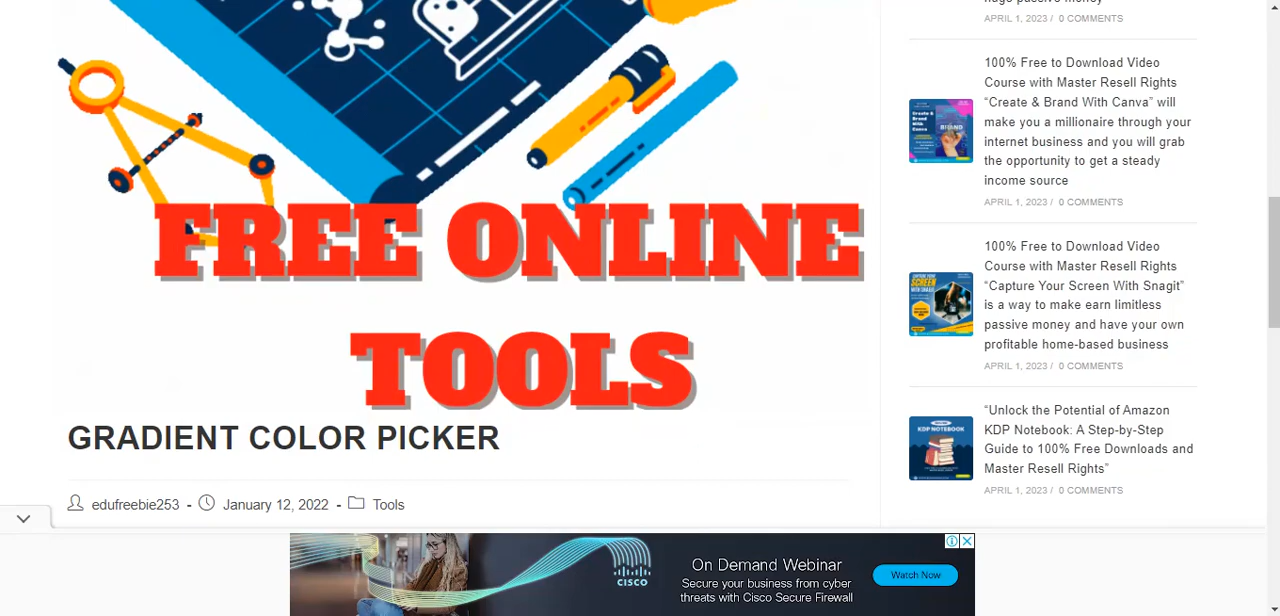 FREE ONLINE
TOOLS
GRADIENT COLOR PICKER
edufreebie253 - January 12, 2022 - Tools
APRIL 1, 2023 / 0 COMMENTS
100% Free to Download Video
Course with Master Resell Rights
“Create & Brand With Canva” will
make you a millionaire through your
internet business and you will grab
the opportunity to get a steady
income source
APRIL 1, 2023 / 0 COMMENTS
100% Free to Download Video
Course with Master Resell Rights
“Capture Your Screen With Snagit”
is a way to make earn limitless
passive money and have your own
profitable home-based business
APRIL 1, 2023 / 0 COMMENTS
KDP NOTEBOOK
“Unlock the Potential of Amazon
KDP Notebook: A Step-by-Step
Guide to 100% Free Downloads and
Master Resell Rights”
APRIL 1, 2023 / 0 COMMENTS
CISCO
On Demand Webinar
Secure your business from cyber
threats with Cisco Secure Firewall
Watch Now